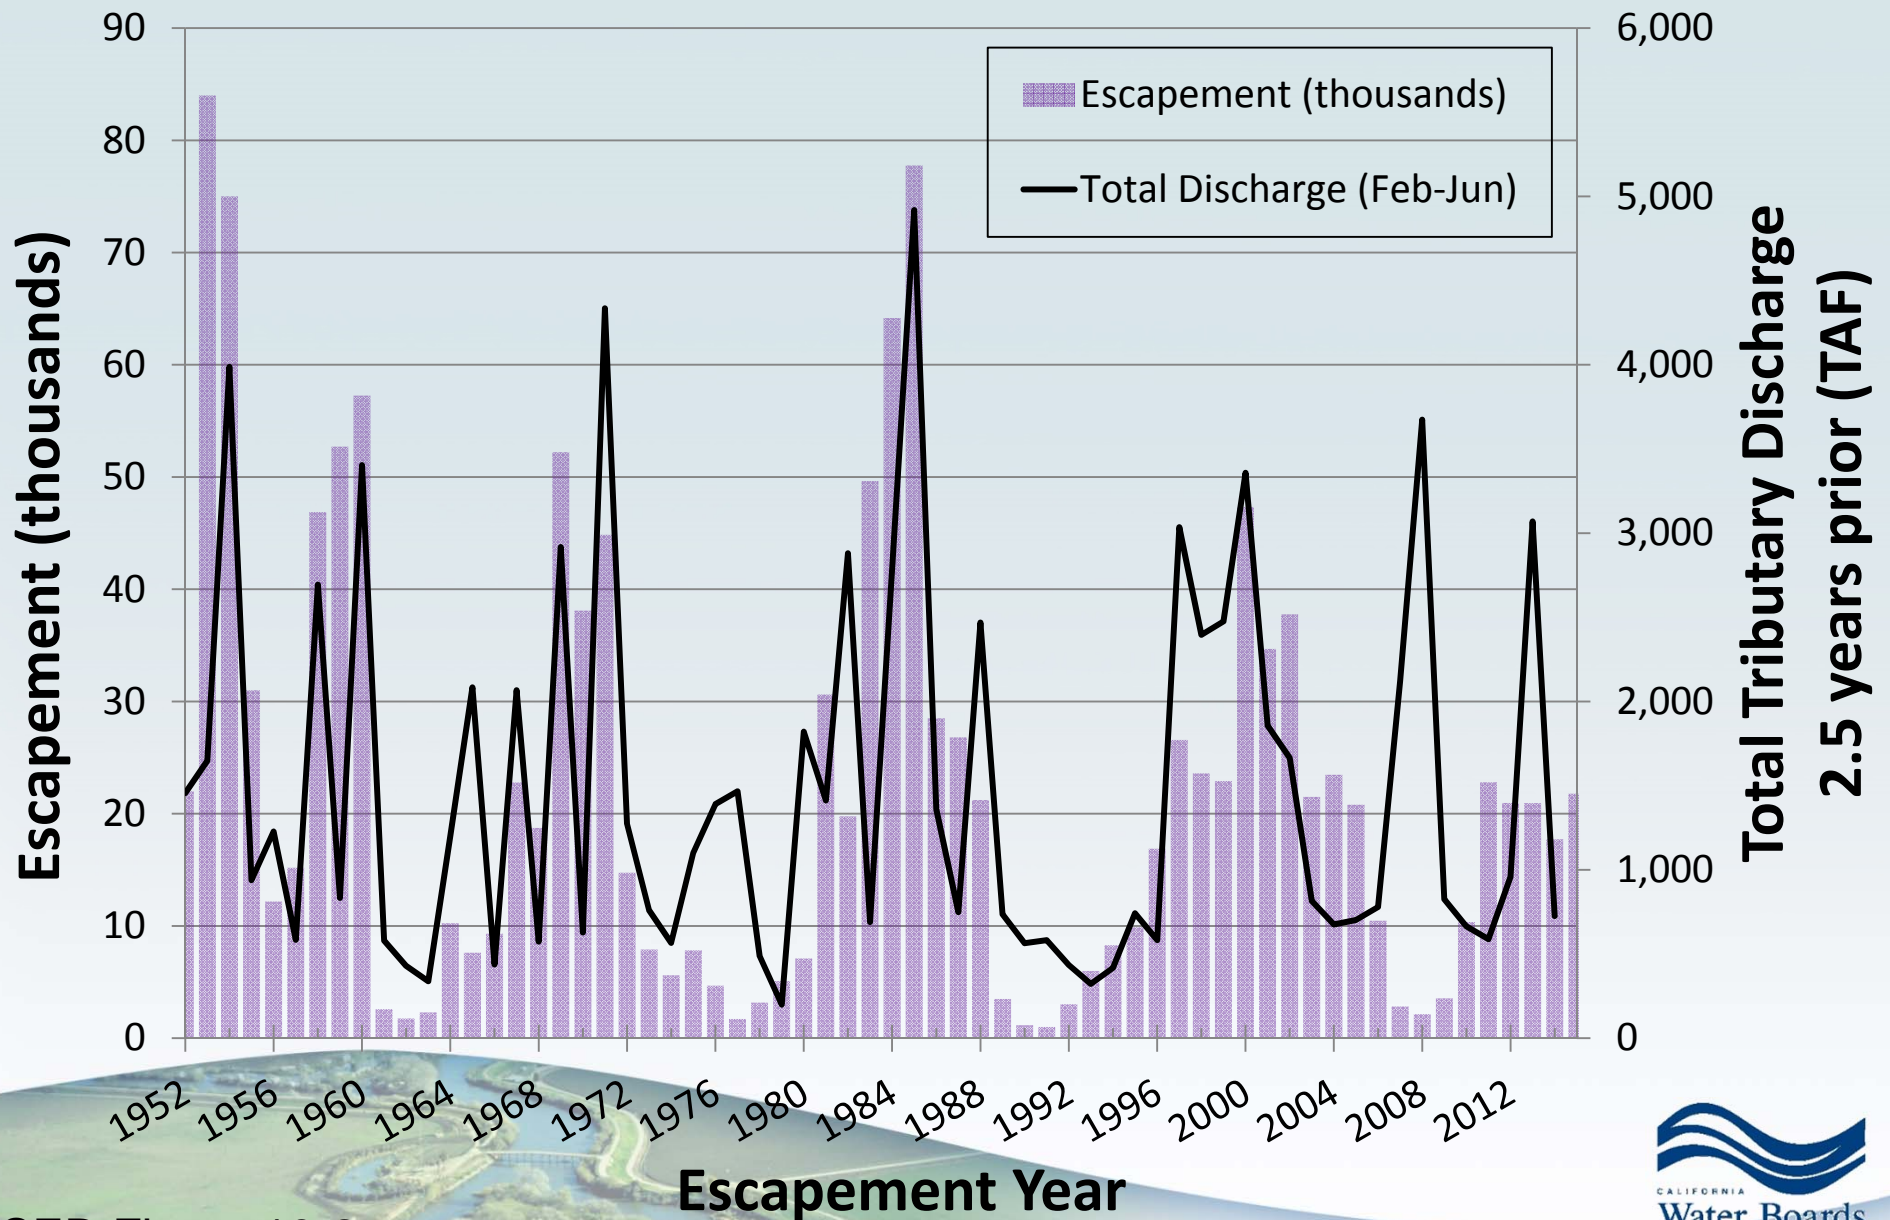 90
80
70
60
50
40
30
20
10
0
Escapement (thousands)
Escapement (thousands)
Total Discharge (Feb-Jun)
6,000
5,000
4,000
3,000
2,000
1,000
0
Total Tributary Discharge
2.5 years prior (TAF)
1952 1956 1960 1964 1968 1972 1976 1980 1984 1988 1992 1996 2000 2004 2008 2012
Escapement Year
CALIFORNIA
Water Boards